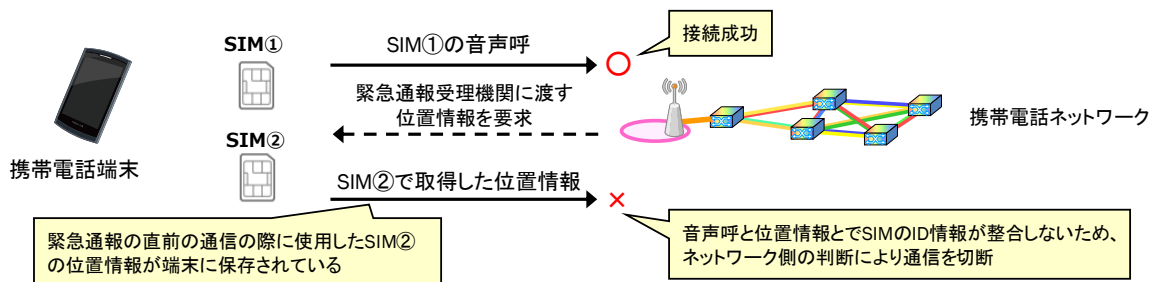 SIM①
SIM①の音声呼
接続成功
緊急通報受理機関に渡す
位置情報を要求
携帯電話ネットワーク
SIM②
携帯電話端末
SIM②で取得した位置情報
緊急通報の直前の通信の際に使用したSIM②
の位置情報が端末に保存されている
音声呼と位置情報とでSIMのID情報が整合しないため、
ネットワーク側の判断により通信を切断